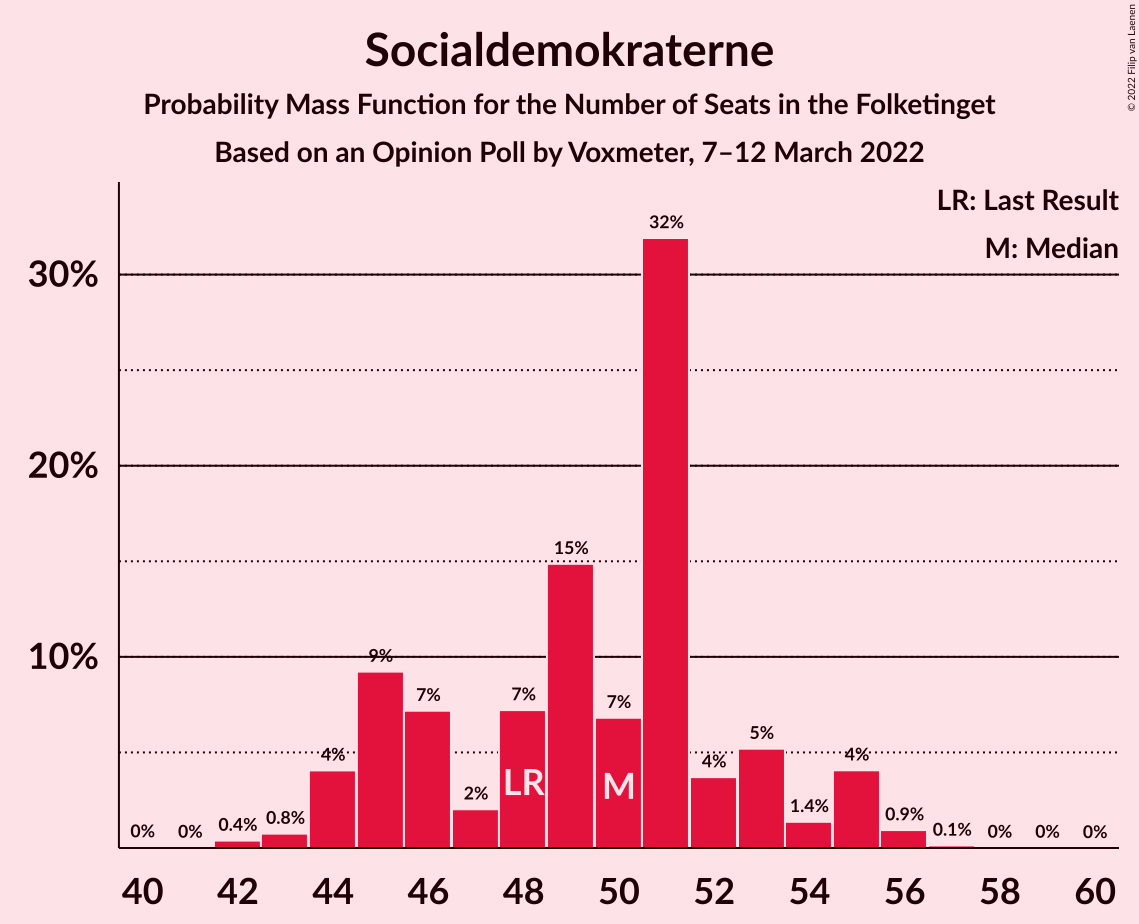 Socialdemokraterne
Probability Mass Function for the Number of Seats in the Folketinget
Based on an Opinion Poll by Voxmeter, 7–12 March 2022
© 2022 Filip van Laenen
LR: Last Result
M: Median
30%
20%
10%
0%
0%
0.4%
0.8%
4%
9%
7%
2%
7%
15%
7%
32%
4%
5%
1.4%
4%
0.9%
0.1%
0%
0%
0%
LR
M
40 42 44 46 48 50 52 54 56 58 60